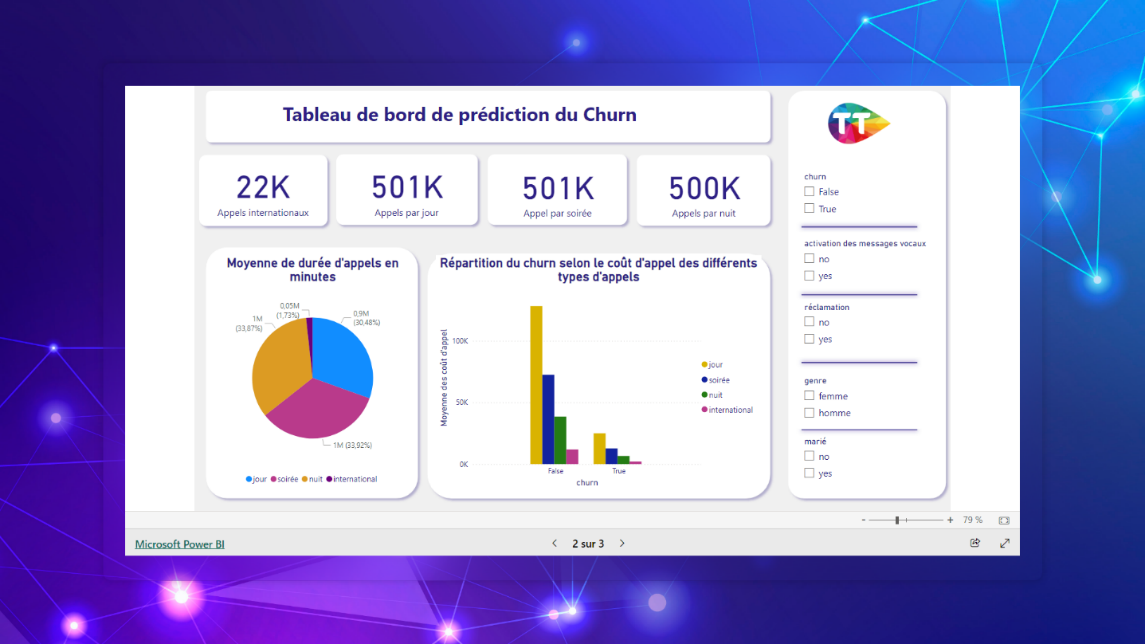 Tableau de bord de prédiction du Churn
TT
22K
Appels internationaux
501K
Appels par jour
501K
Appel par soirée
500K
Appels par nuit
Moyenne de durée d'appels en
minutes
0,05M
(1,73%)
0,9M
(30,48%)
1M
(33,87%)
1M (33,92%)
jour soirée nuit international
Répartition du churn selon le coût d'appel des différents
types d'appels
Moyenne des coût d'appel
100K
50K
0K
False
True
churn
jour
soirée
nuit
international
churn
False
True
activation des messages vocaux
no
yes
réclamation
no
yes
genre
femme
homme
marié
no
yes
- + 79 %
Microsoft Power BI
2 sur 3